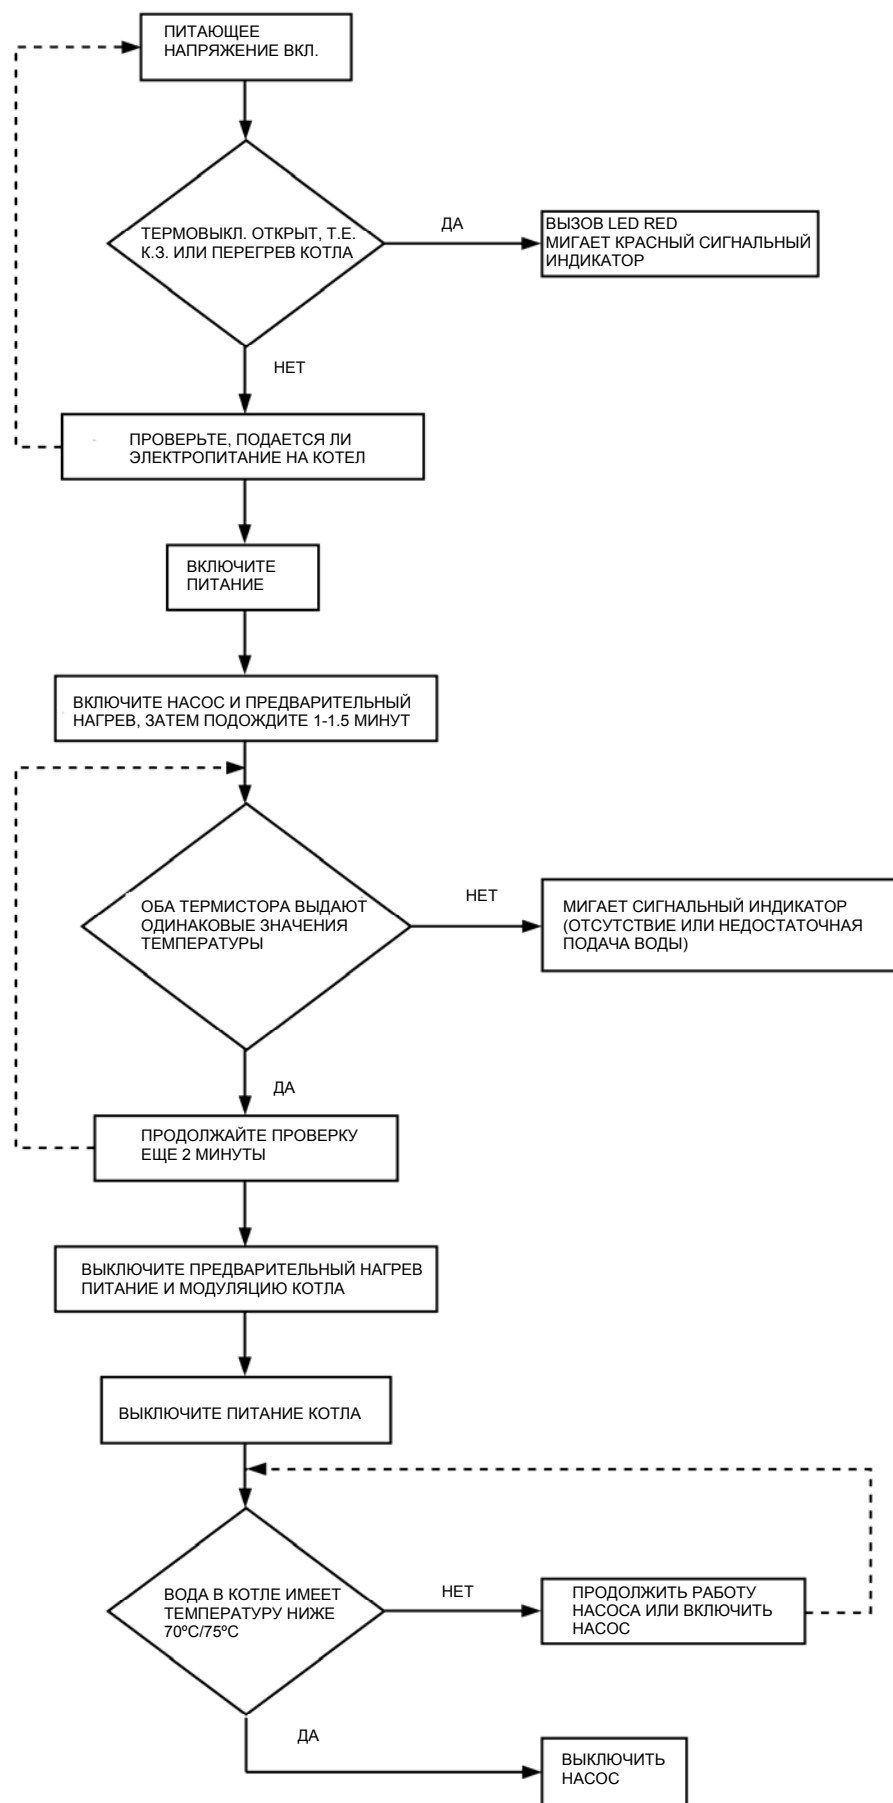 ПИТАЮЩЕЕ
НАПРЯЖЕНИЕ ВКЛ.
ТЕРМОВЫКЛ. ОТКРЫТ, Т.Е.
К.З. ИЛИ ПЕРЕГРЕВ КОТЛА
ДА
ВЫЗОВ LED RED
МИГАЕТ КРАСНЫЙ СИГНАЛЬНЫЙ
ИНДИКАТОР
НЕТ
ПРОВЕРЬТЕ, ПОДАЕТСЯ ЛИ
ЭЛЕКТРОПИТАНИЕ НА КОТЕЛ
ВКЛЮЧИТЕ
ПИТАНИЕ
ВКЛЮЧИТЕ НАСОС И ПРЕДВАРИТЕЛЬНЫЙ
НАГРЕВ, ЗАТЕМ ПОДОЖДИТЕ 1-1.5 МИНУТ
ОБА ТЕРМИСТОРА ВЫДАЮТ
ОДИНАКОВЫЕ ЗНАЧЕНИЯ
ТЕМПЕРАТУРЫ
НЕТ
МИГАЕТ СИГНАЛЬНЫЙ ИНДИКАТОР
(ОТСУТСТВИЕ ИЛИ НЕДОСТАТОЧНАЯ
ПОДАЧА ВОДЫ)
ДА
ПРОДОЛЖАЙТЕ ПРОВЕРКУ
ЕЩЕ 2 МИНУТЫ
ВЫКЛЮЧИТЕ ПРЕДВАРИТЕЛЬНЫЙ НАГРЕВ
ПИТАНИЕ И МОДУЛЯЦИЮ КОТЛА
ВЫКЛЮЧИТЕ ПИТАНИЕ КОТЛА
ВОДА В КОТЛЕ ИМЕЕТ
ТЕМПЕРАТУРУ НИЖЕ
70ºC/75ºC
НЕТ
ПРОДОЛЖИТЬ РАБОТУ
НАСОСА ИЛИ ВКЛЮЧИТЬ
НАСОС
ДА
ВЫКЛЮЧИТЬ
НАСОС